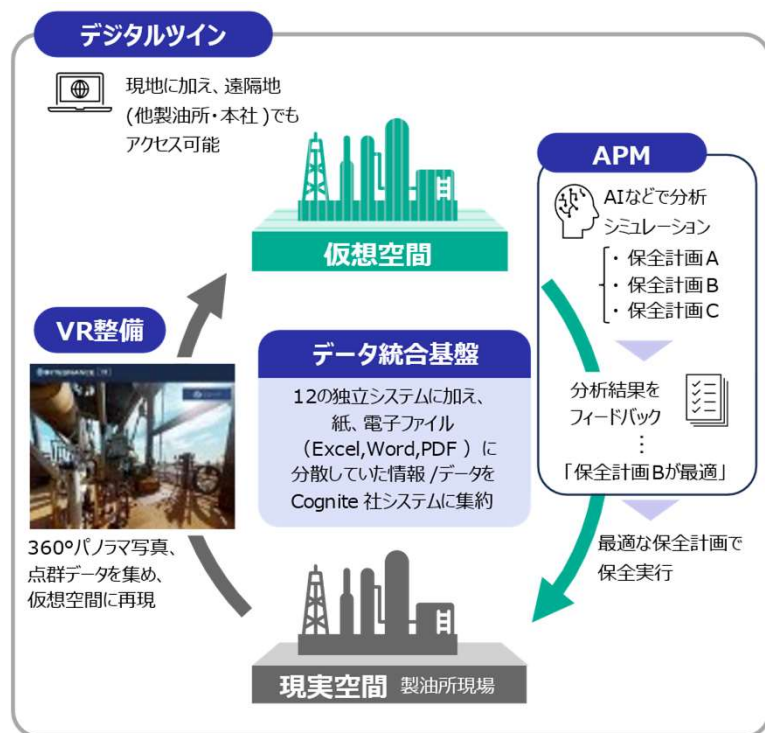 デジタルツイン
現地に加え、遠隔地
(他製油所・本社)でも
アクセス可能
仮想空間
APM
AIなどで分析
シミュレーション
・ 保全計画A
・ 保全計画B
・ 保全計画C
分析結果を
フィードバック
⋮
「保全計画Bが最適」
最適な保全計画で
保全実行
VR整備
360°パノラマ写真、
点群データを集め、
仮想空間に再現
データ統合基盤
12の独立システムに加え、
紙、電子ファイル
（Excel,Word,PDF ）に
分散していた情報 /データを
Cognite 社システムに集約
現実空間 製油所現場